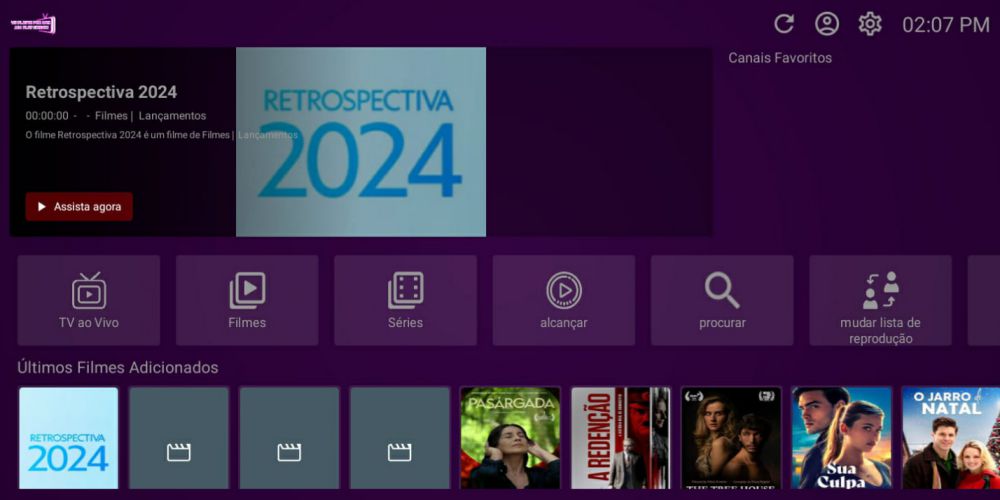 02:07 PM
Canais Favoritos
Retrospectiva 2024
00:00:00 - - Filmes | Lançamentos
O filme Retrospectiva 2024 é um filme de Filmes | Lançamentos
RETROSPECTIVA
2024
Assista agora
TV ao Vivo
Filmes
Séries
alcançar
procurar
mudar lista de
reprodução
Últimos Filmes Adicionados
RETROSPECTIVA
2024
PASÁRGADA
A REDENÇÃO
THE TREE HOUSE
Sua
Culpa
O JARRO
NATAL